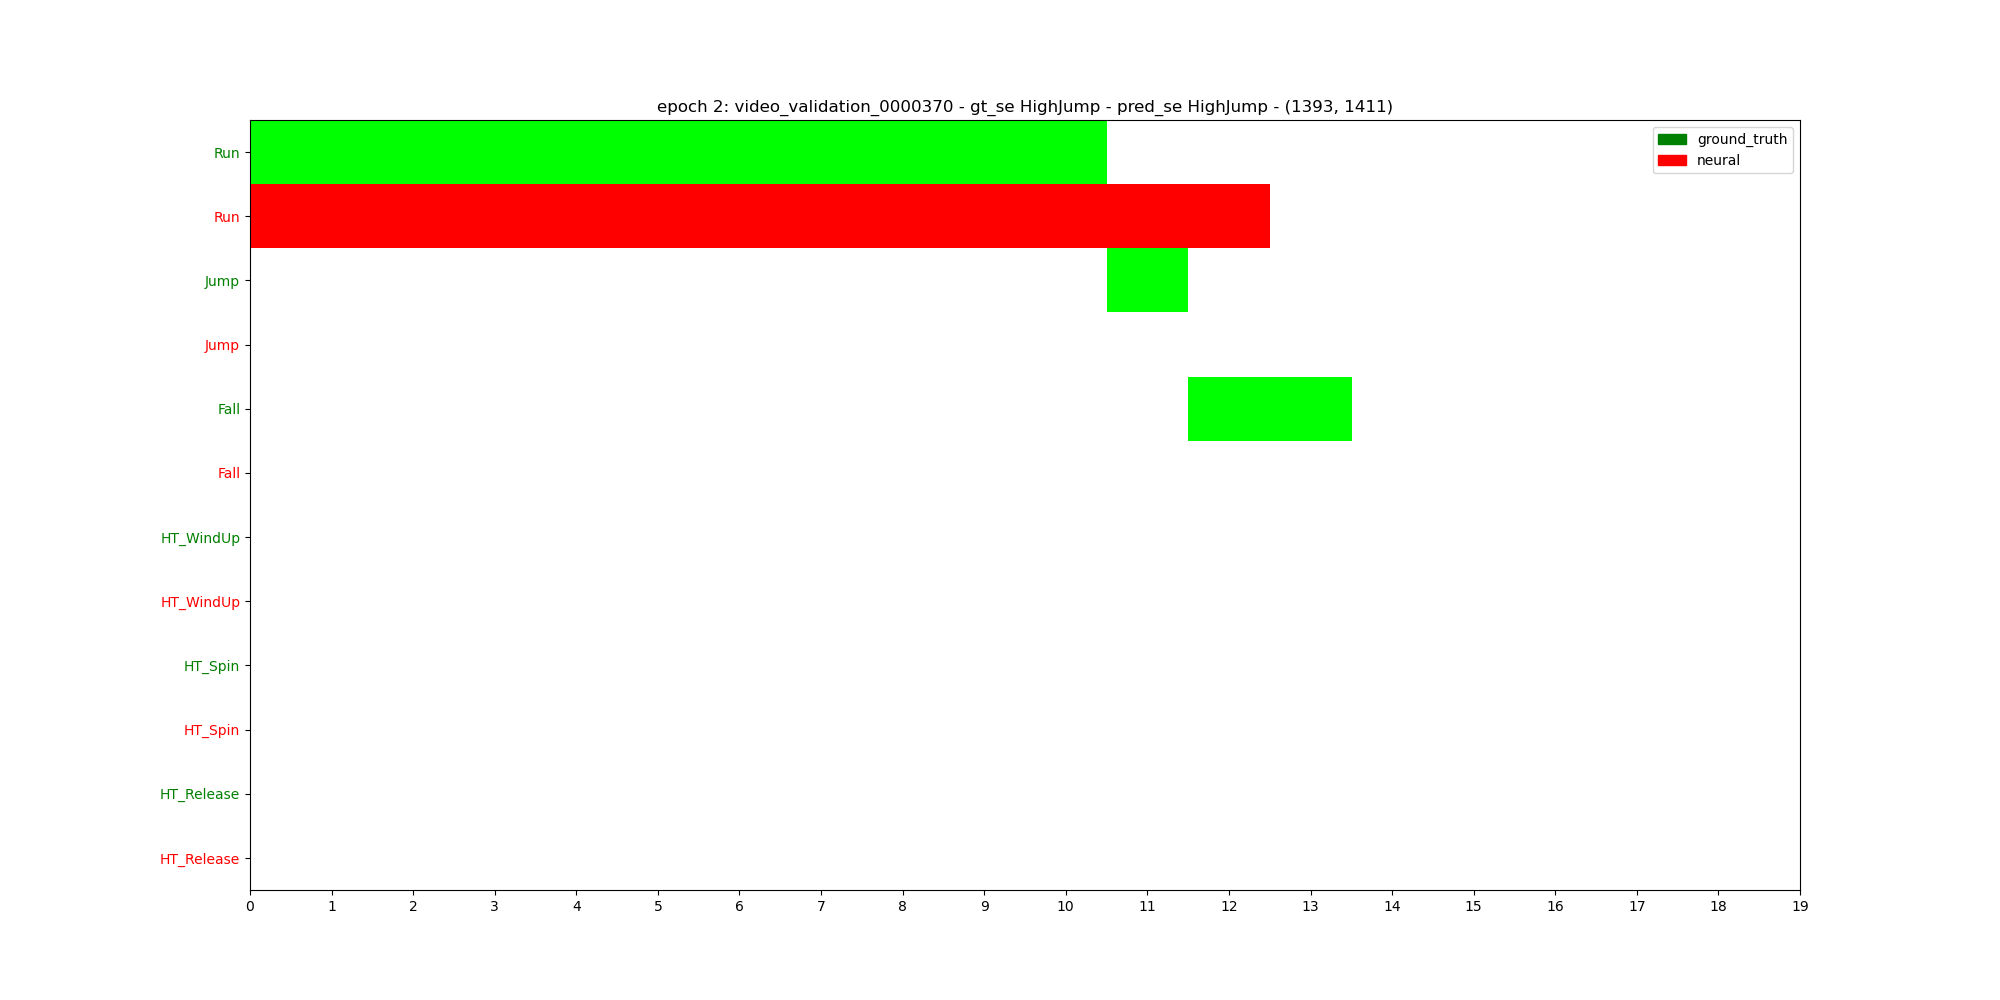 epoch 2: video_validation_0000370 - gt_se HighJump - pred_se HighJump - (1393, 1411)
ground_truth
neural
Run
Run
Jump
Jump
Fall
Fall
HT_WindUp
HT_WindUp
HT_Spin
HT_Spin
HT_Release
HT_Release
0 1 2 3 4 5 6 7 8 9 10 11 12 13 14 15 16 17 18 19